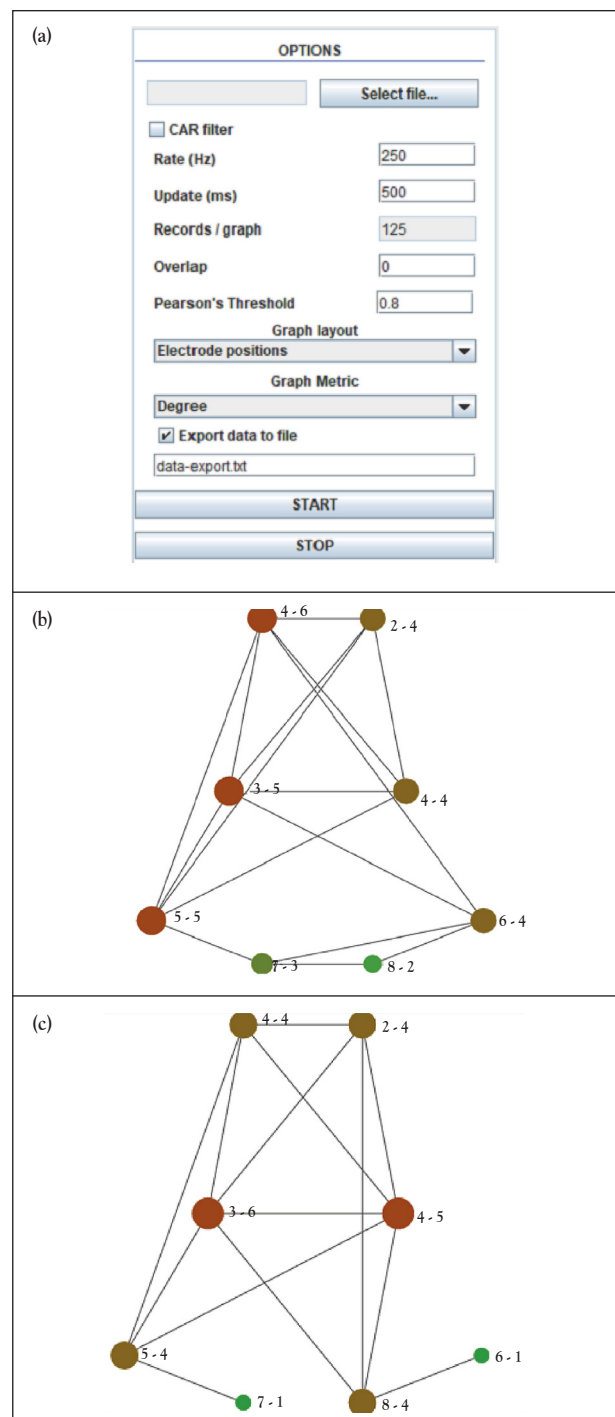 (a)
OPTIONS
Select file...
CAR filter
Rate (Hz) 250
Update (ms) 500
Records / graph 125
Overlap 0
Pearson's Threshold 0.8
Graph layout
Electrode positions
Graph Metric
Degree
Export data to file
data-export.txt
START
STOP
(b)
4 - 6
2 - 4
3 - 5
4 - 4
5 - 5
6 - 4
7 - 3
8 - 2
(c)
4 - 4
2 - 4
3 - 6
4 - 5
5 - 4
6 - 1
7 - 1
8 - 4